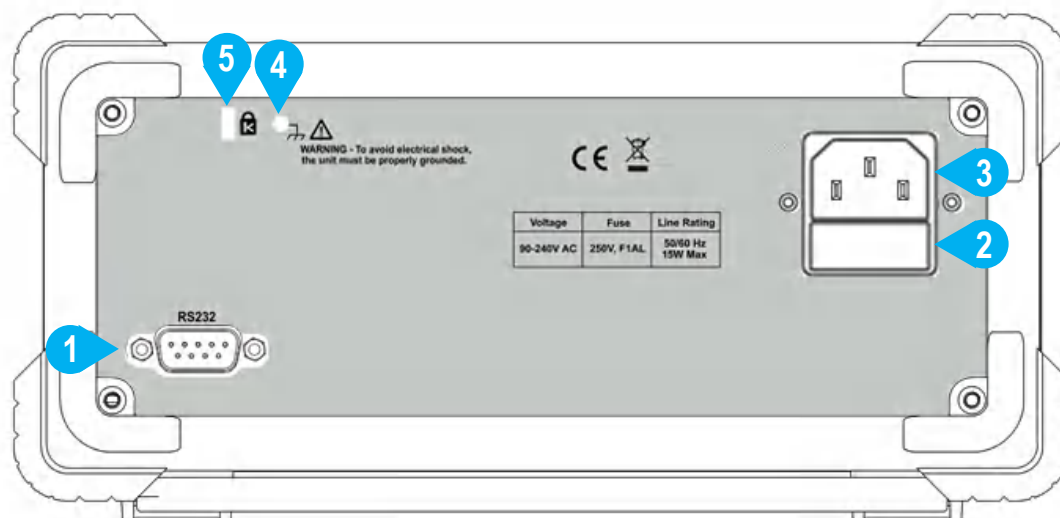 5
4
K
WARNING - To avoid electrical shock,
the unit must be properly grounded.
CE
3
Voltage Fuse Line Rating
90-240V AC 250V, F1AL 50/60 Hz
15W Max
2
RS232
1